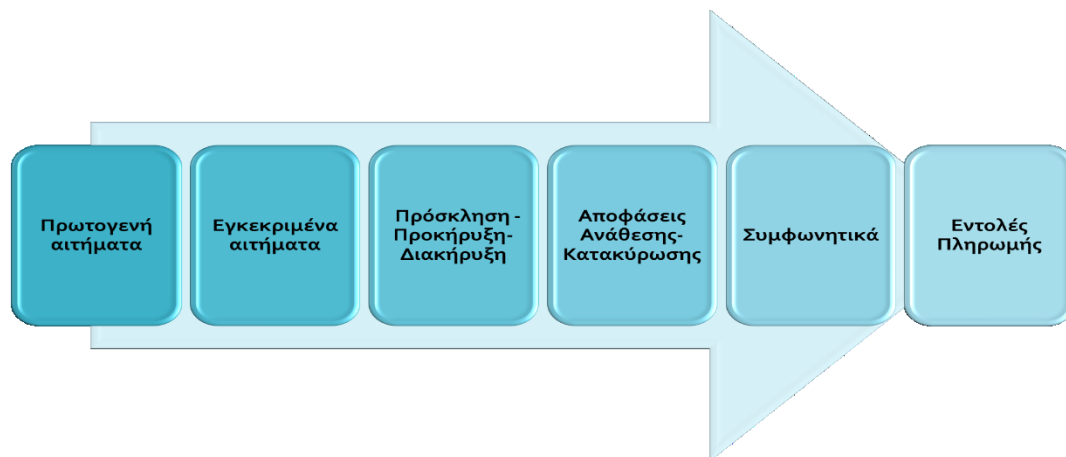 Πρωτογενή
αιτήματα
Εγκεκριμένα
αιτήματα
Πρόσκληση -
Προκήρυξη-
Διακήρυξη
Αποφάσεις
Ανάθεσης-
Κατακύρωσης
Συμφωνητικά
Εντολές
Πληρωμής